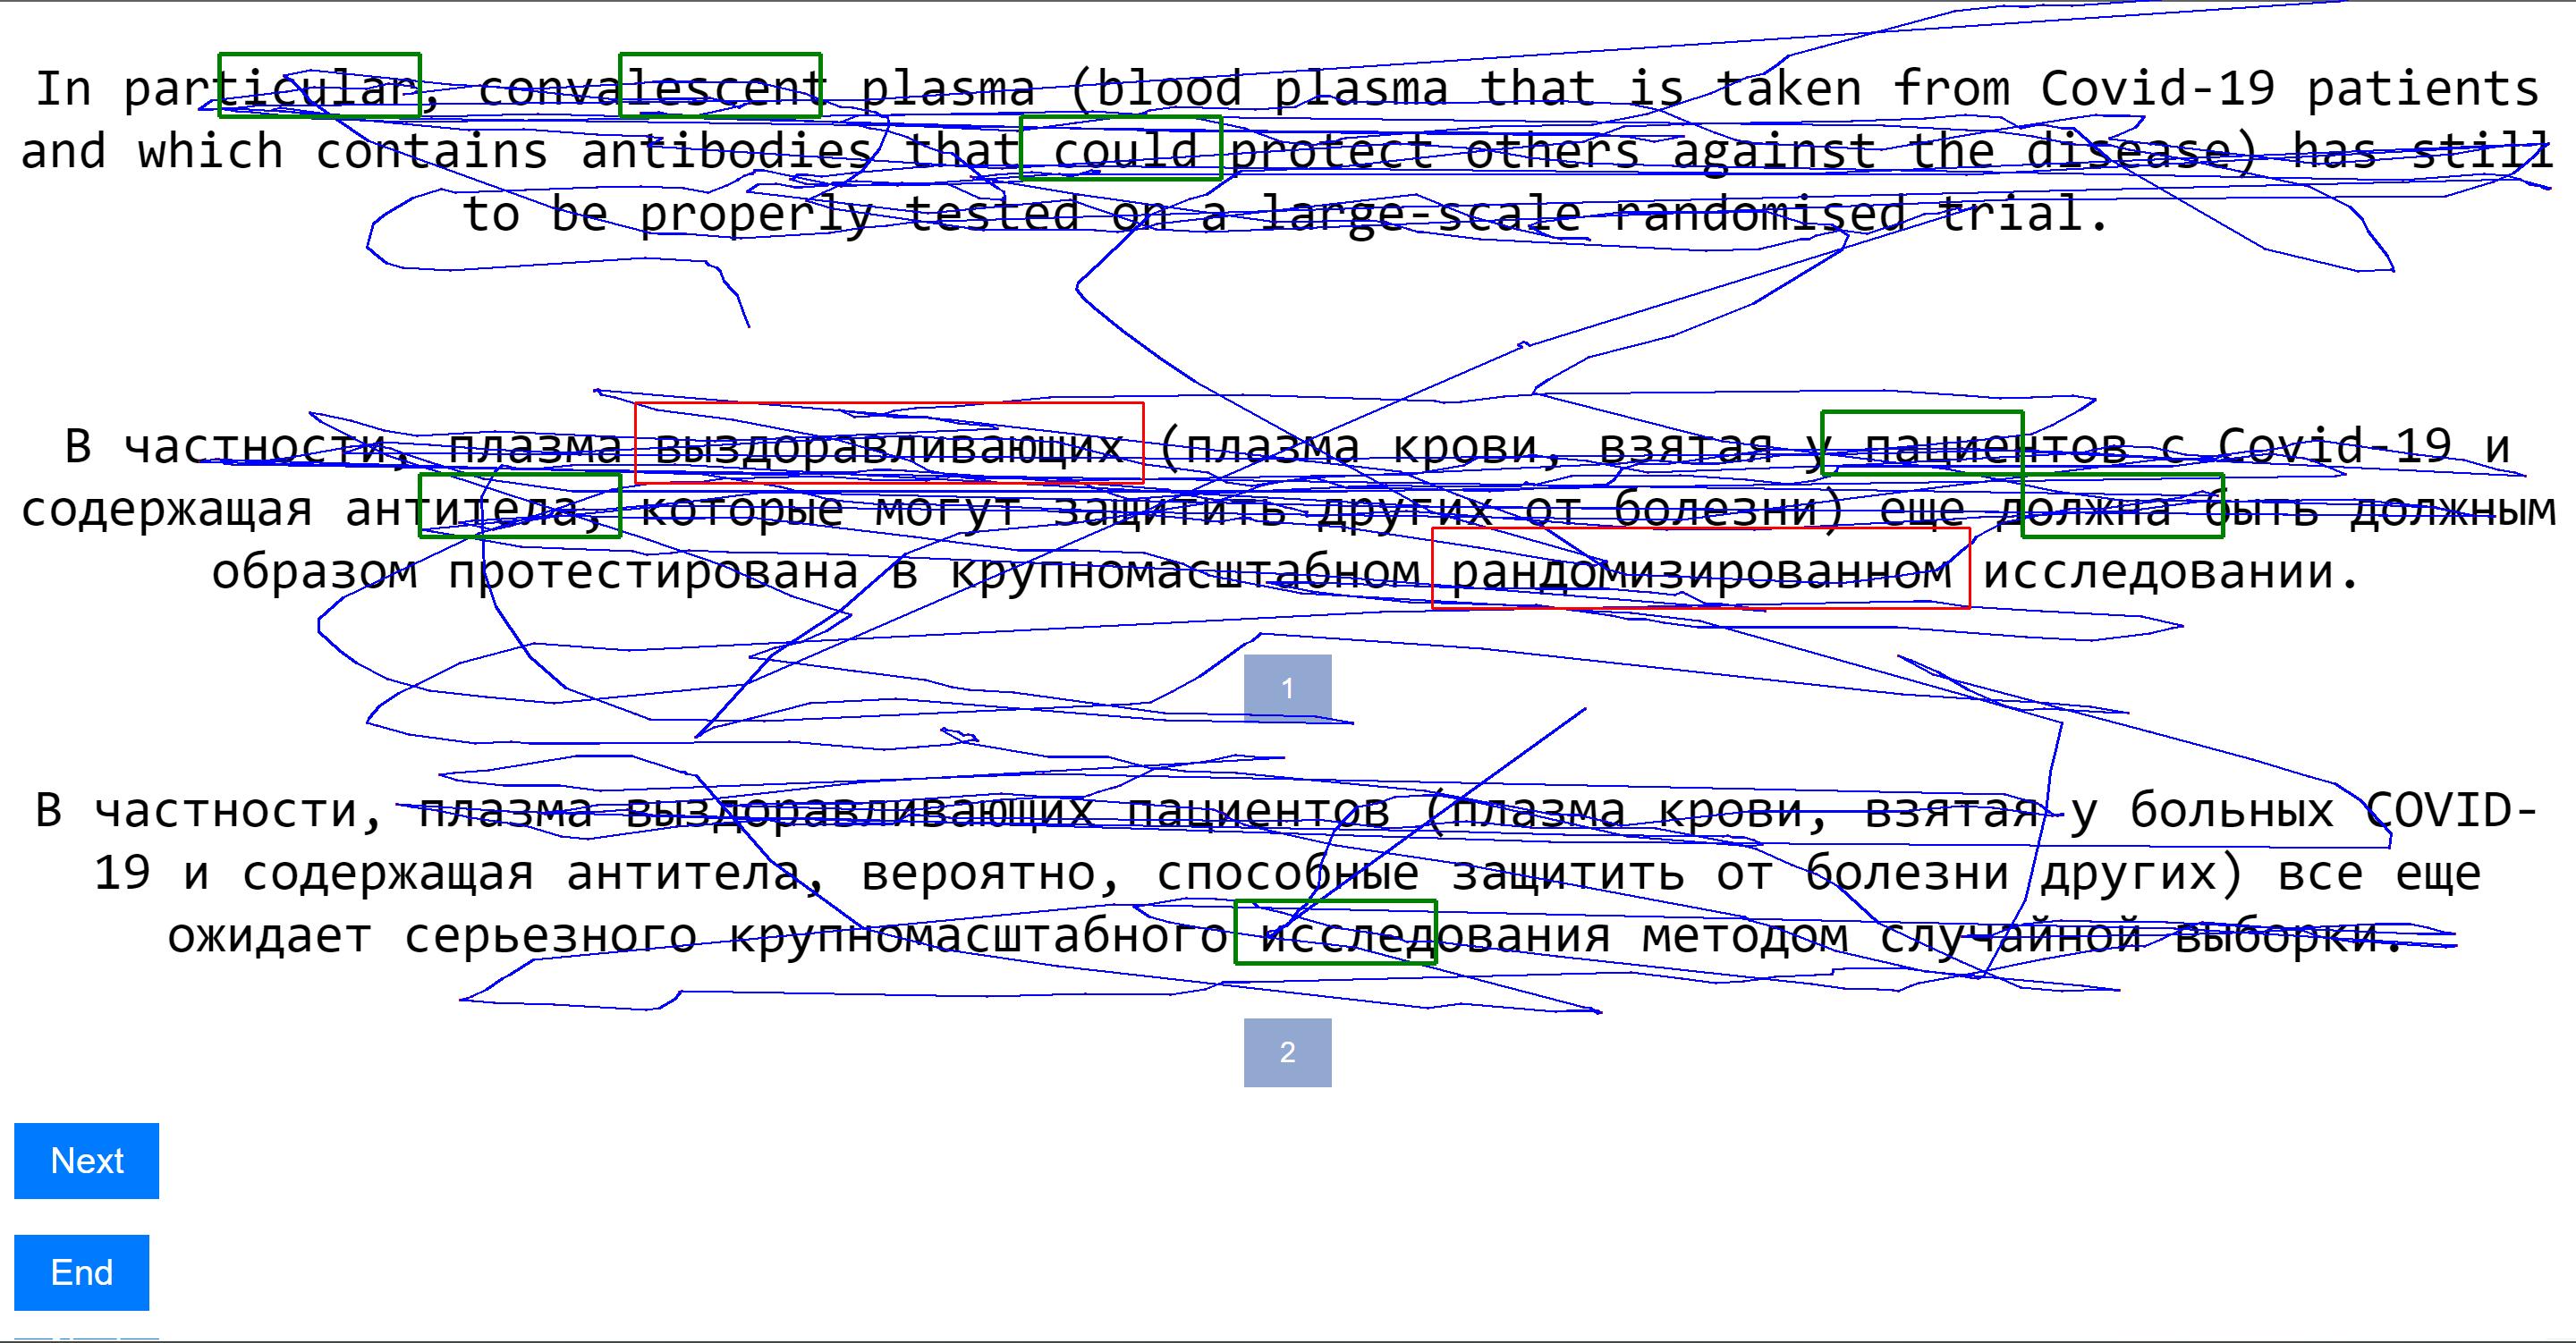 In particular, convalescent plasma (blood plasma that is taken from Covid-19 patients
and which contains antibodies that could protect others against the disease) has still
to be properly tested on a large-scale randomised trial.
В частности, плазма выздоравливающих (плазма крови, взятая у пациентов с Covid-19 и
содержащая антитела, которые могут защитить других от болезни) еще должна быть должным
образом протестирована в крупномасштабном рандомизированном исследовании.
1
В частности, плазма выздоравливающих пациентов (плазма крови, взятая у больных COVID-
19 и содержащая антитела, вероятно, способные защитить от болезни других) все еще
ожидает серьезного крупномасштабного исследования методом случайной выборки.
2
Next
End